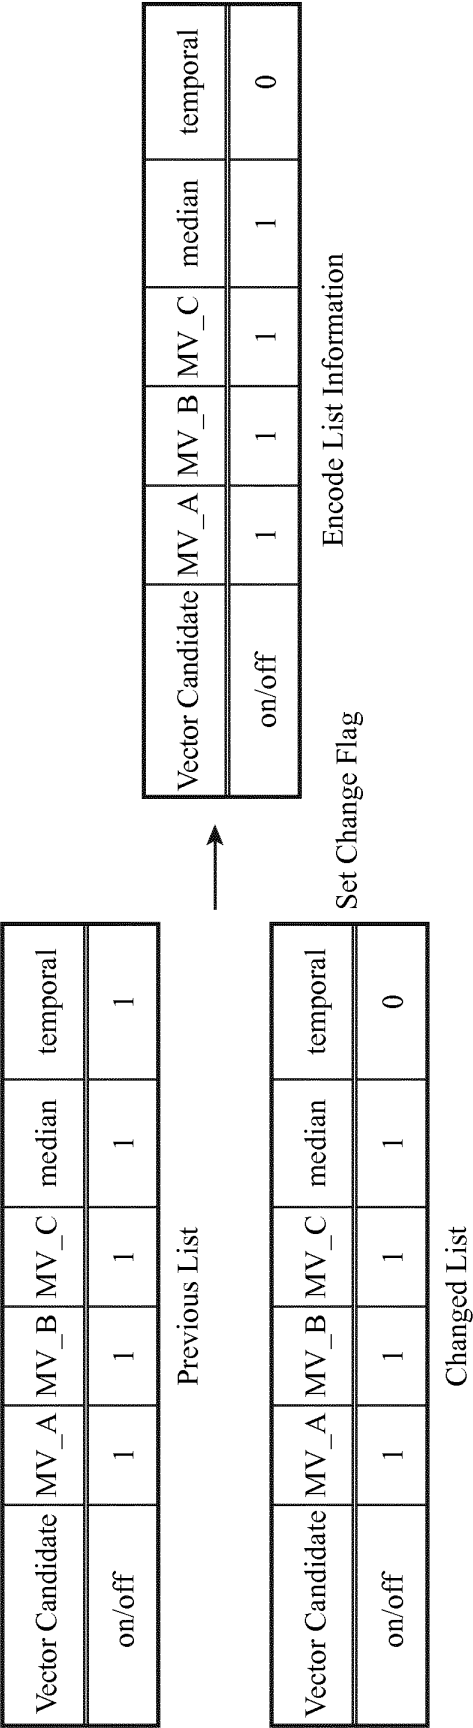 Vector Candidate MV_A MV_B MV_C median temporal
on/off 1 1 1 1 1
Previous List
Vector Candidate MV_A MV_B MV_C median temporal
on/off 1 1 1 1 0
Changed List
Set Change Flag
Vector Candidate MV_A MV_B MV_C median temporal
on/off 1 1 1 1 0
Encode List Information